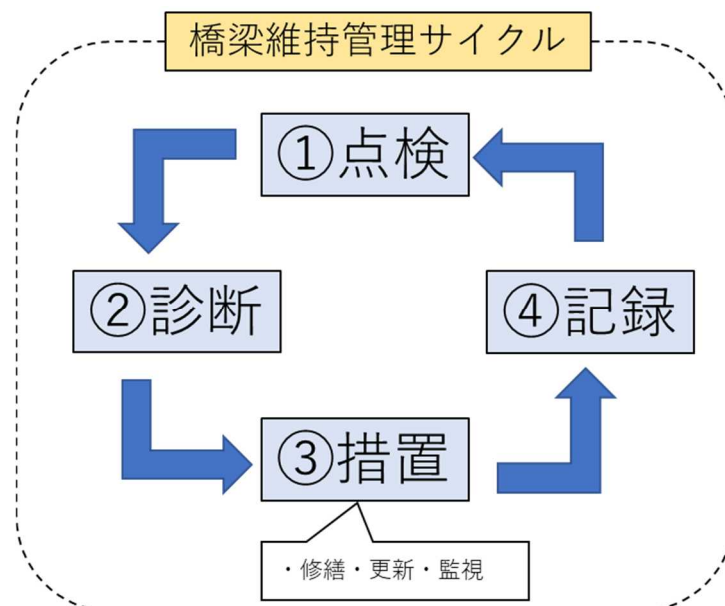 橋梁維持管理サイクル
①点検
②診断
④記録
③措置
・修繕・更新・監視